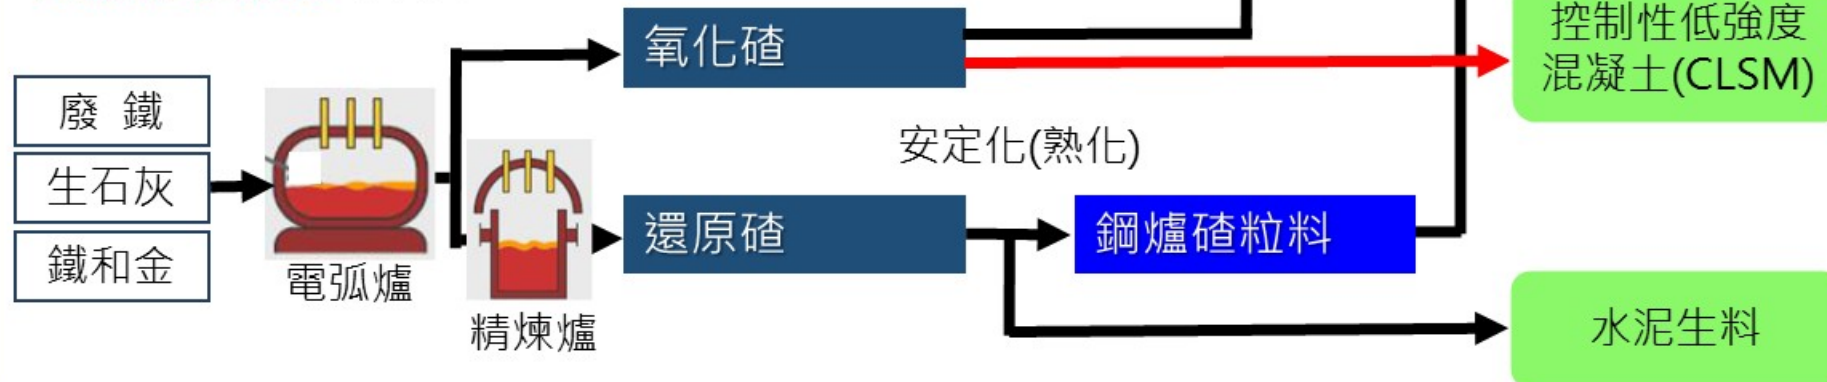 氧化碴
控制性低強度
混凝土(CLSM)
廢 鐵
生石灰
鐵和金
電弧爐
精煉爐
安定化(熟化)
還原碴
鋼爐碴粒料
水泥生料